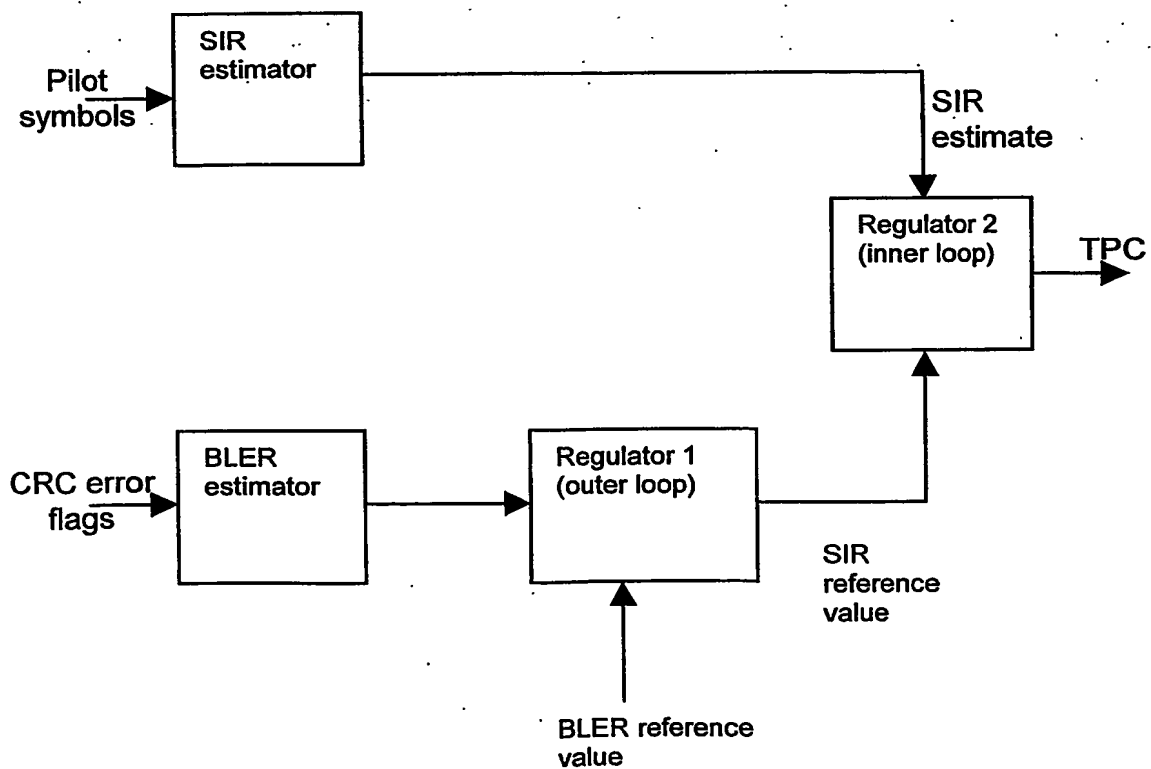 SIR
estimator
Pilot
symbols
SIR
estimate
Regulator 2
(inner loop)
TPC
BLER
estimator
CRC error
flags
Regulator 1
(outer loop)
SIR
reference
value
BLER reference
value